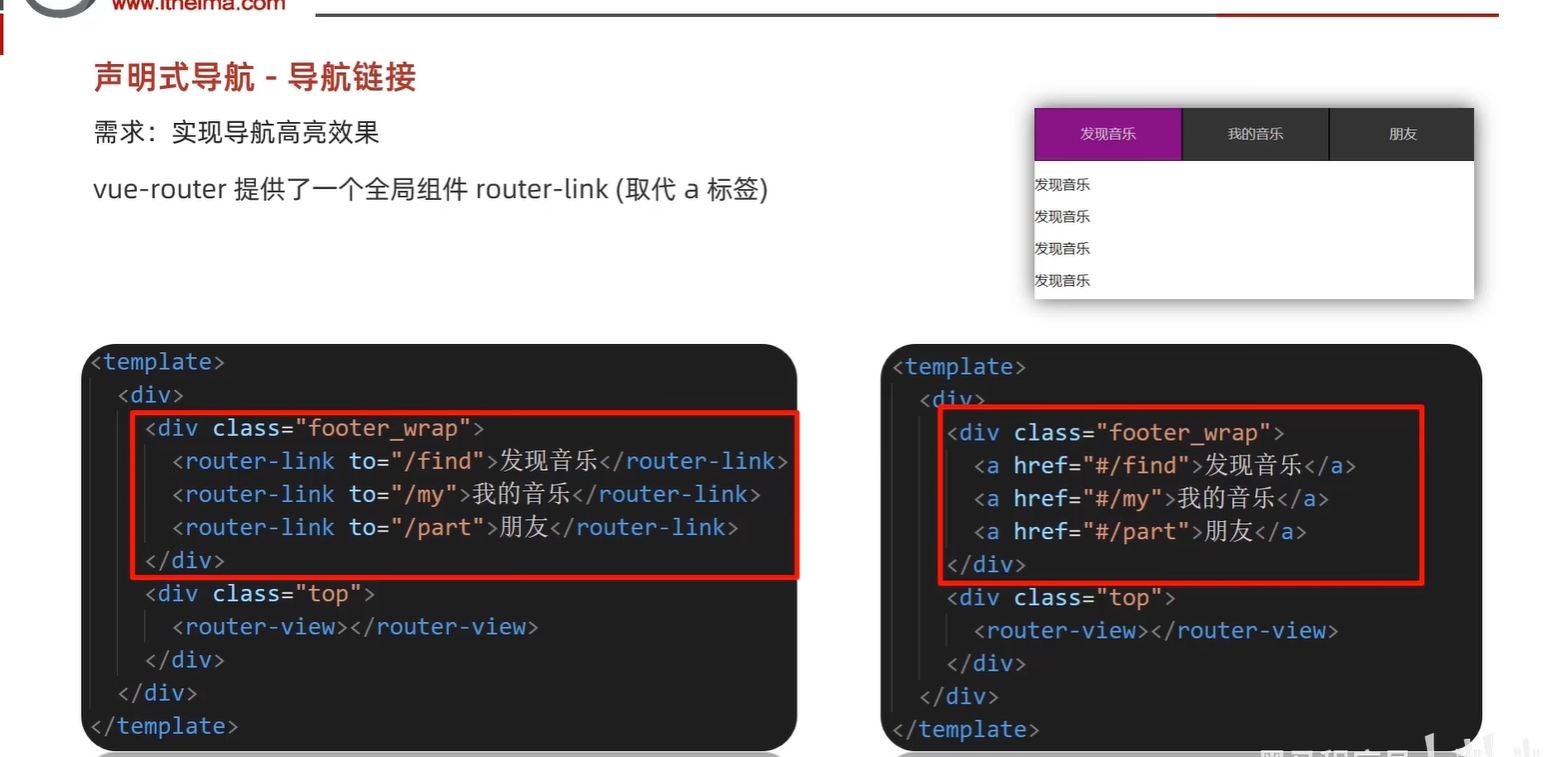 www.itheima.com
声明式导航 - 导航链接
需求：实现导航高亮效果
vue-router 提供了一个全局组件 router-link (取代 a 标签)
发现音乐 我的音乐 朋友
发现音乐
发现音乐
发现音乐
发现音乐
<template>
<div>
<div class="footer_wrap">
<router-link to="/find">发现音乐</router-link>
<router-link to="/my">我的音乐</router-link>
<router-link to="/part">朋友</router-link>
</div>
<div class="top">
<router-view></router-view>
</div>
</div>
</template>
<template>
<div>
<div class="footer_wrap">
<a href="#/find">发现音乐</a>
<a href="#/my">我的音乐</a>
<a href="#/part">朋友</a>
</div>
<div class="top">
<router-view></router-view>
</div>
</div>
</template>